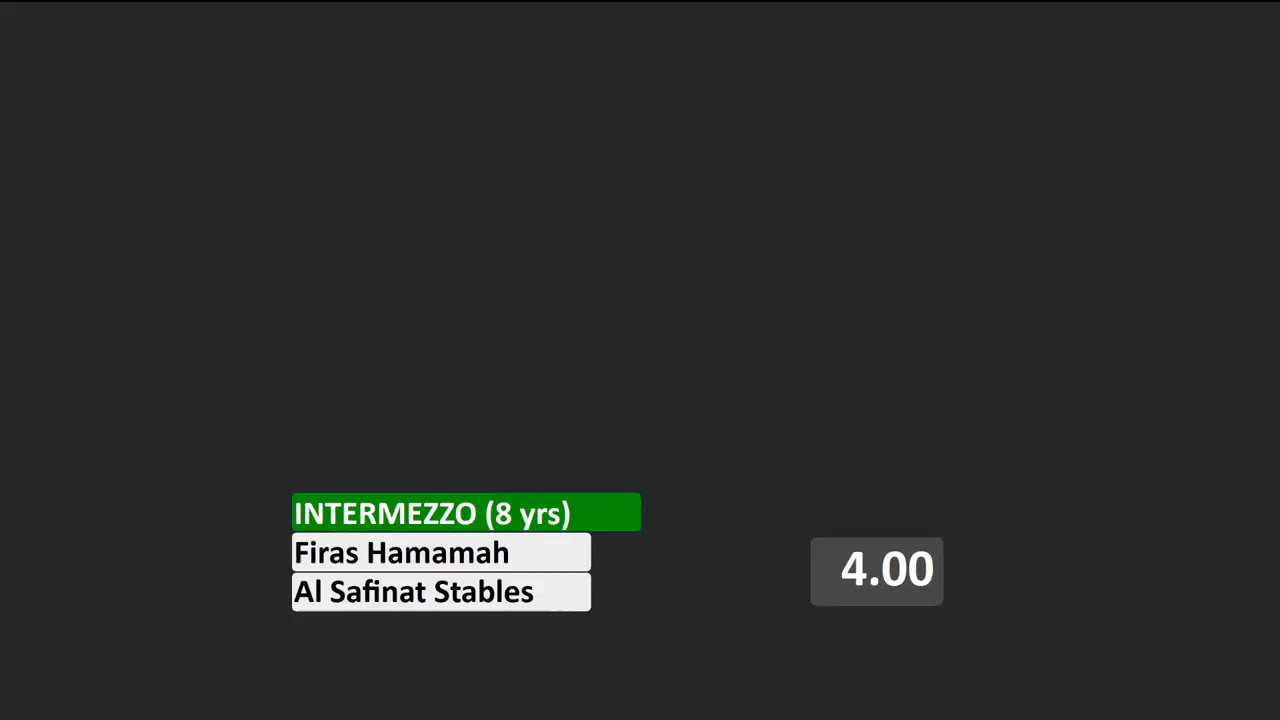 INTERMEZZO (8 yrs)
Firas Hamamah
Al Safinat Stables
4.00